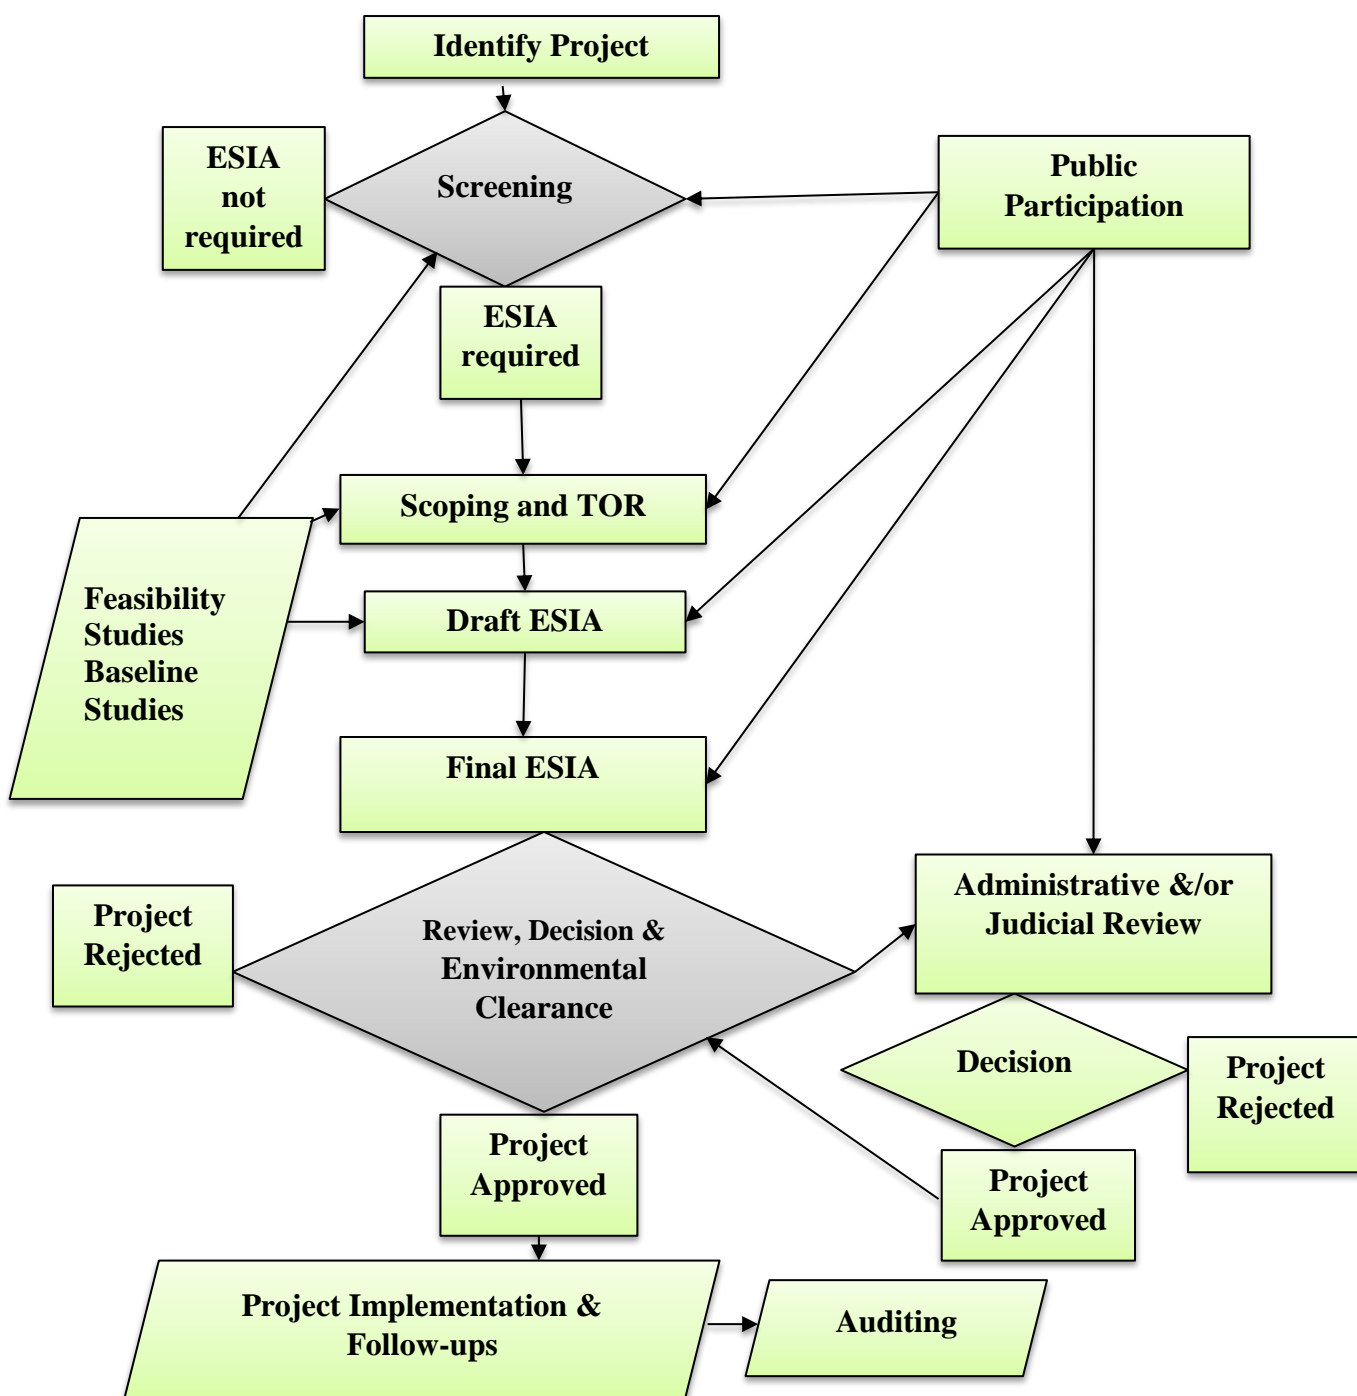 Identify Project
ESIA
not
required
Screening
Public
Participation
ESIA
required
Scoping and TOR
Feasibility
Studies
Baseline
Studies
Draft ESIA
Final ESIA
Project
Rejected
Review, Decision &
Environmental
Clearance
Administrative &/or
Judicial Review
Decision
Project
Rejected
Project
Approved
Project
Approved
Project Implementation &
Follow-ups
Auditing